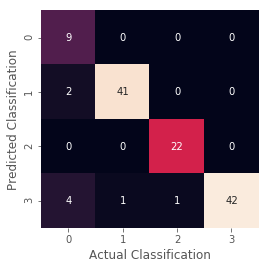 0 9 0 0 0
1 2 41 0 0
2 0 0 22 0
3 4 1 1 42
0 1 2 3
Predicted Classification
Actual Classification